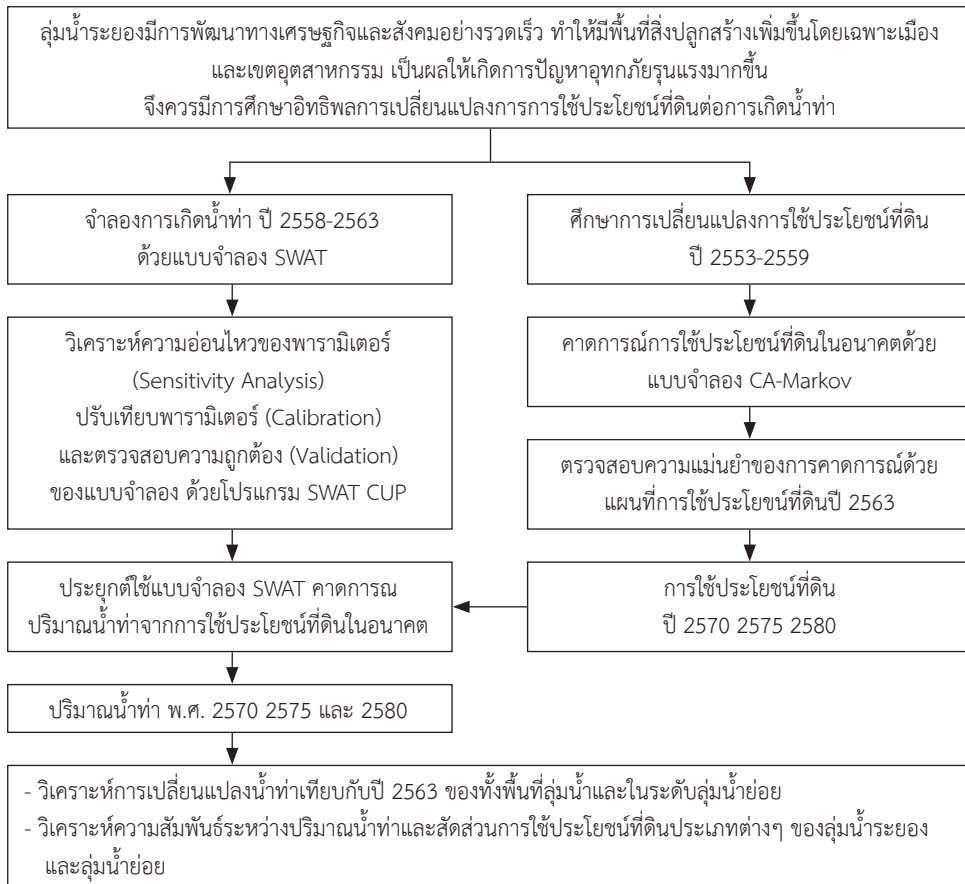 ลุ่มน้ำระยองมีการพัฒนาทางเศรษฐกิจและสังคมอย่างรวดเร็ว ทำให้มีพื้นที่สิ่งปลูกสร้างเพิ่มขึ้นโดยเฉพาะเมือง
และเขตอุตสาหกรรม เป็นผลให้เกิดการปัญหาอุทกภัยรุนแรงมากขึ้น
จึงควรมีการศึกษาอิทธิพลการเปลี่ยนแปลงการการใช้ประโยชน์ที่ดินต่อการเกิดน้ำท่า
จำลองการเกิดน้ำท่า ปี 2558-2563
ด้วยแบบจำลอง SWAT
วิเคราะห์ความอ่อนไหวของพารามิเตอร์
(Sensitivity Analysis)
ปรับเทียบพารามิเตอร์ (Calibration)
และตรวจสอบความถูกต้อง (Validation)
ของแบบจำลอง ด้วยโปรแกรม SWAT CUP
ศึกษาการเปลี่ยนแปลงการใช้ประโยชน์ที่ดิน
ปี 2553-2559
คาดการณ์การใช้ประโยชน์ที่ดินในอนาคตด้วย
แบบจำลอง CA-Markov
ตรวจสอบความแม่นยำของการคาดการณ์ด้วย
แผนที่การใช้ประโยขน์ที่ดินปี 2563
การใช้ประโยชน์ที่ดิน
ปี 2570 2575 2580
ประยุกต์ใช้แบบจำลอง SWAT คาดการณ
ปริมาณน้ำท่าจากการใช้ประโยชน์ที่ดินในอนาคต
ปริมาณน้ำท่า พ.ศ. 2570 2575 และ 2580
- วิเคราะห์การเปลี่ยนแปลงน้ำท่าเทียบกับปี 2563 ของทั้งพื้นที่ลุ่มน้ำและในระดับลุ่มน้ำย่อย
- วิเคราะห์ความสัมพันธ์ระหว่างปริมาณน้ำท่าและสัดส่วนการใช้ประโยชน์ที่ดินประเภทต่างๆ ของลุ่มน้ำระยอง
และลุ่มน้ำย่อย